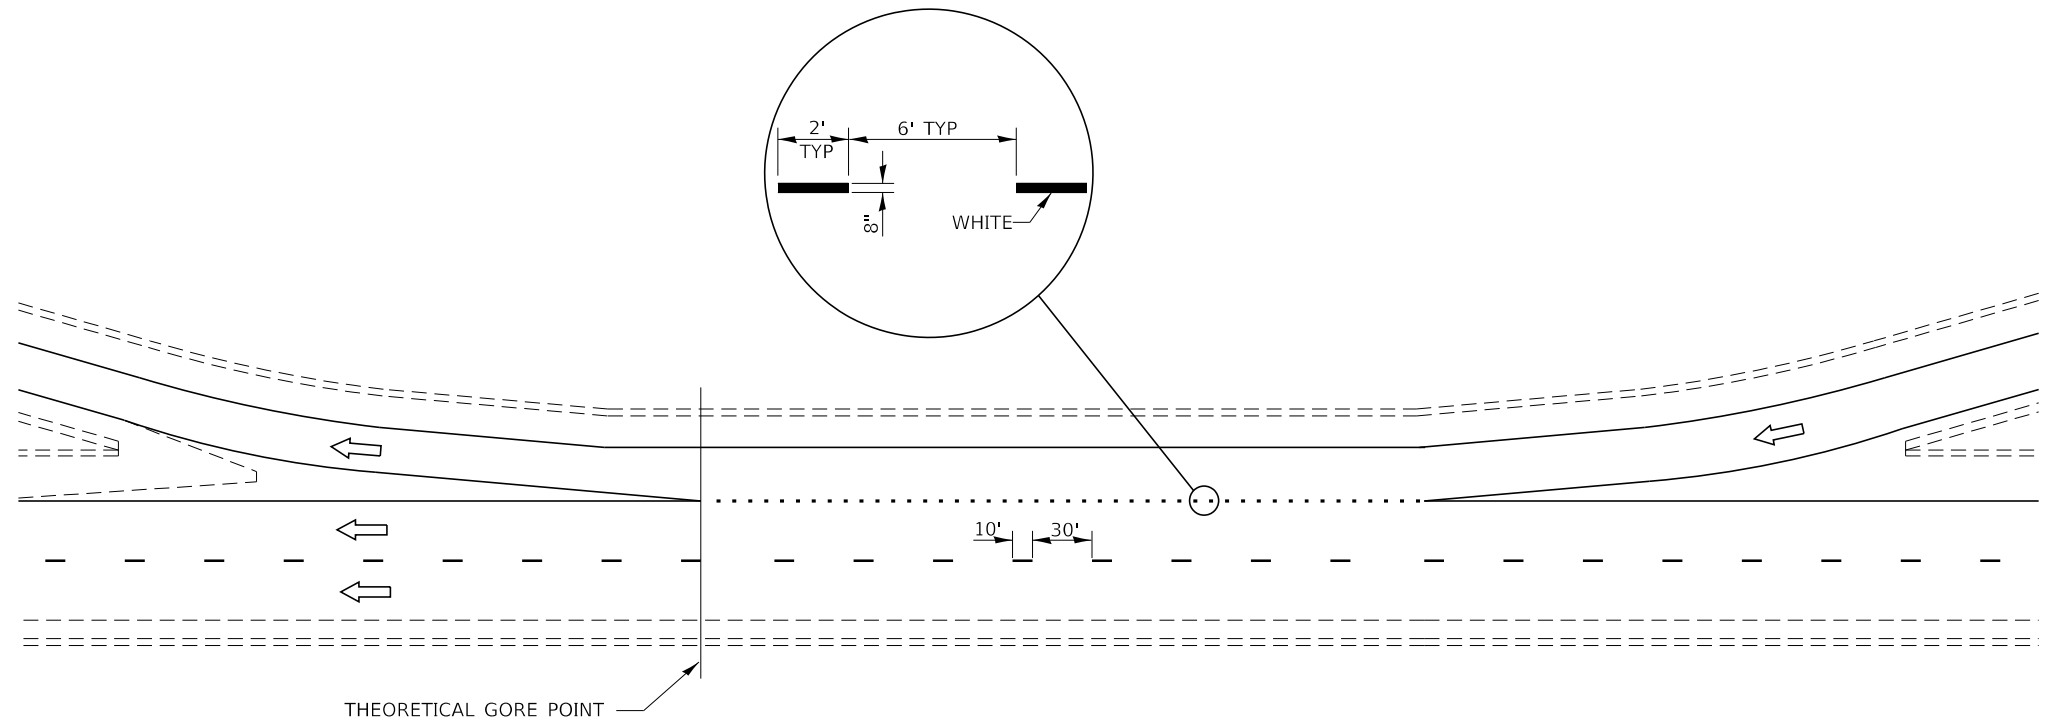 2'
TYP
6' TYP
8"
WHITE
10'
30'
THEORETICAL GORE POINT